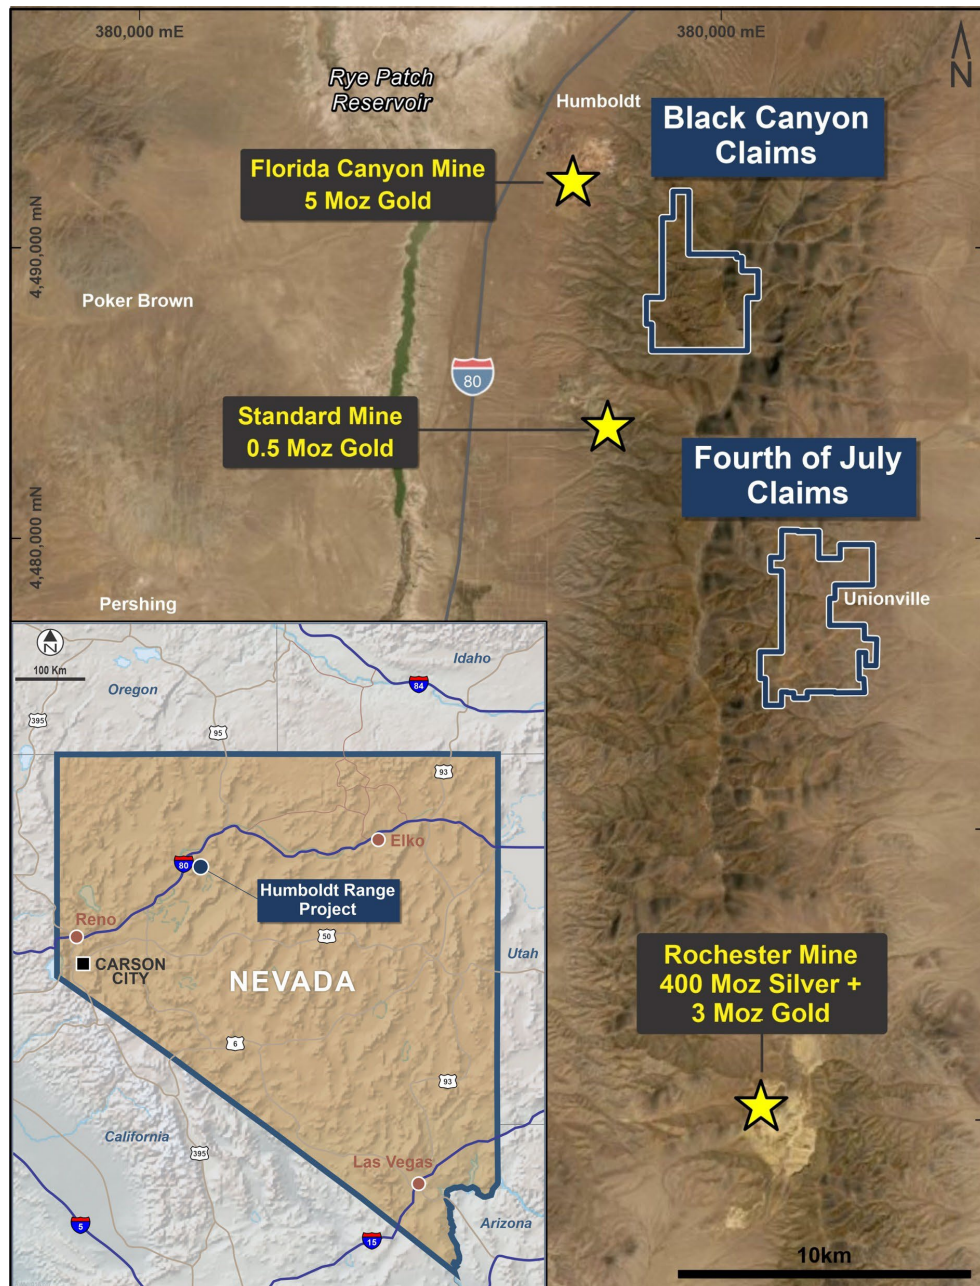 380,000 mE
380,000 mE
N
Rye Patch
Reservoir
Humboldt
Black Canyon
Claims
Florida Canyon Mine
5 Moz Gold
4,490,000 mN
Poker Brown
80
Standard Mine
0.5 Moz Gold
Fourth of July
Claims
4,480,000 mN
Unionville
Pershing
N
100 Km
Idaho
Oregon
84
395
95
93
Elko
80
Humboldt Range
Project
Reno
50
Utah
CARSON
CITY
NEVADA
6
93
California
395
Las Vegas
Arizona
5
15
Rochester Mine
400 Moz Silver +
3 Moz Gold
10km